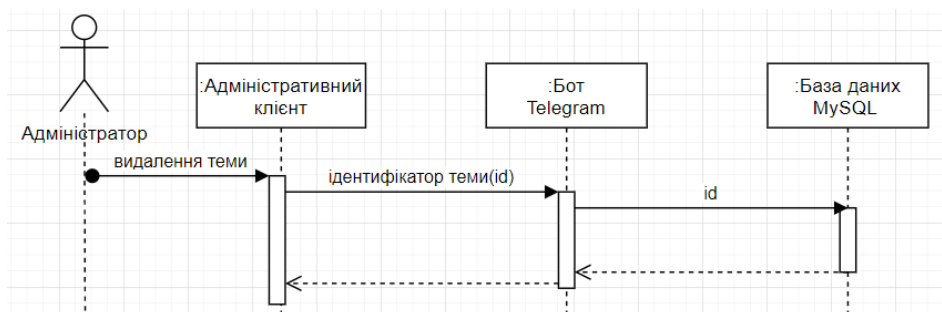 :Адміністративний
клієнт
:Бот
Telegram
:База даних
MySQL
Адміністратор
видалення теми
ідентифікатор теми(id)
id